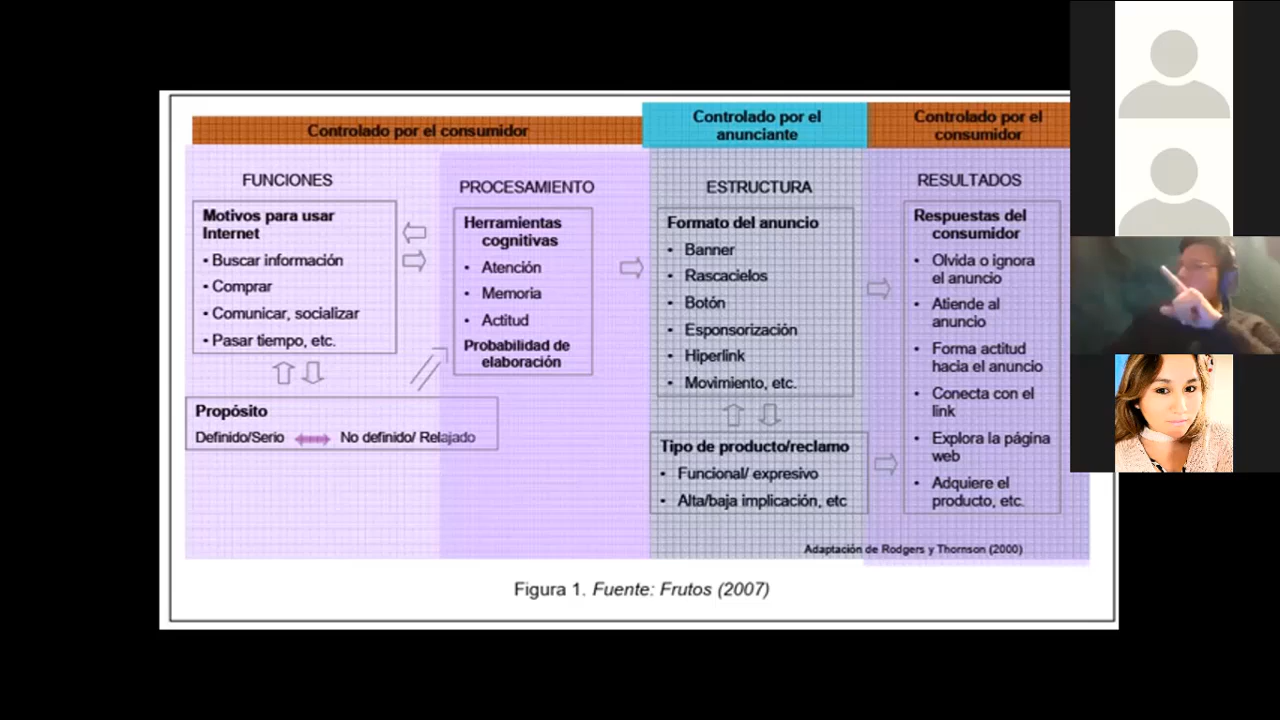 Controlado por el consumidor
Controlado por el
anunciante
Controlado por el
consumidor
FUNCIONES
Motivos para usar
Internet
• Buscar información
• Comprar
• Comunicar, socializar
• Pasar tiempo, etc.
Propósito
Definido/Serio No definido/ Relajado
PROCESAMIENTO
Herramientas
cognitivas
• Atención
• Memoria
• Actitud
Probabilidad de
elaboración
ESTRUCTURA
Formato del anuncio
• Banner
• Rascacielos
• Botón
• Esponsorización
• Hiperlink
• Movimiento, etc.
Tipo de producto/reclamo
• Funcional/ expresivo
• Alta/baja implicación, etc
RESULTADOS
Respuestas del
consumidor
• Olvida o ignora
el anuncio
• Atiende al
anuncio
• Forma actitud
hacia el anuncio
• Conecta con el
link
• Explora la página
web
• Adquiere el
producto, etc.
Adaptación de Rodgers y Thornson (2000)
Figura 1. Fuente: Frutos (2007)